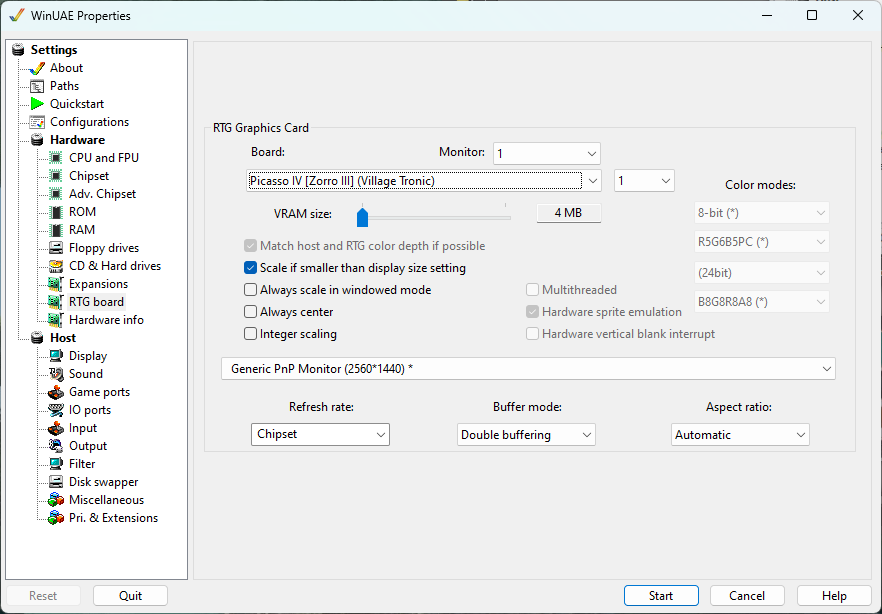 WinUAE Properties
Settings
About
Paths
Quickstart
Configurations
Hardware
CPU and FPU
Chipset
Adv. Chipset
ROM
RAM
Floppy drives
CD & Hard drives
Expansions
RTG board
Hardware info
Host
Display
Sound
Game ports
IO ports
Input
Output
Filter
Disk swapper
Miscellaneous
Pri. & Extensions
RTG Graphics Card
Board: Monitor: 1
Picasso IV [Zorro III] (Village Tronic) 1
Color modes:
VRAM size: 4 MB
8-bit (*)
Match host and RTG color depth if possible
R5G6B5PC (*)
Scale if smaller than display size setting
(24bit)
Always scale in windowed mode
Multithreaded
B8G8R8A8 (*)
Always center
Hardware sprite emulation
Integer scaling
Hardware vertical blank interrupt
Generic PnP Monitor (2560*1440) *
Refresh rate: Buffer mode: Aspect ratio:
Chipset Double buffering Automatic
Reset Quit Start Cancel Help